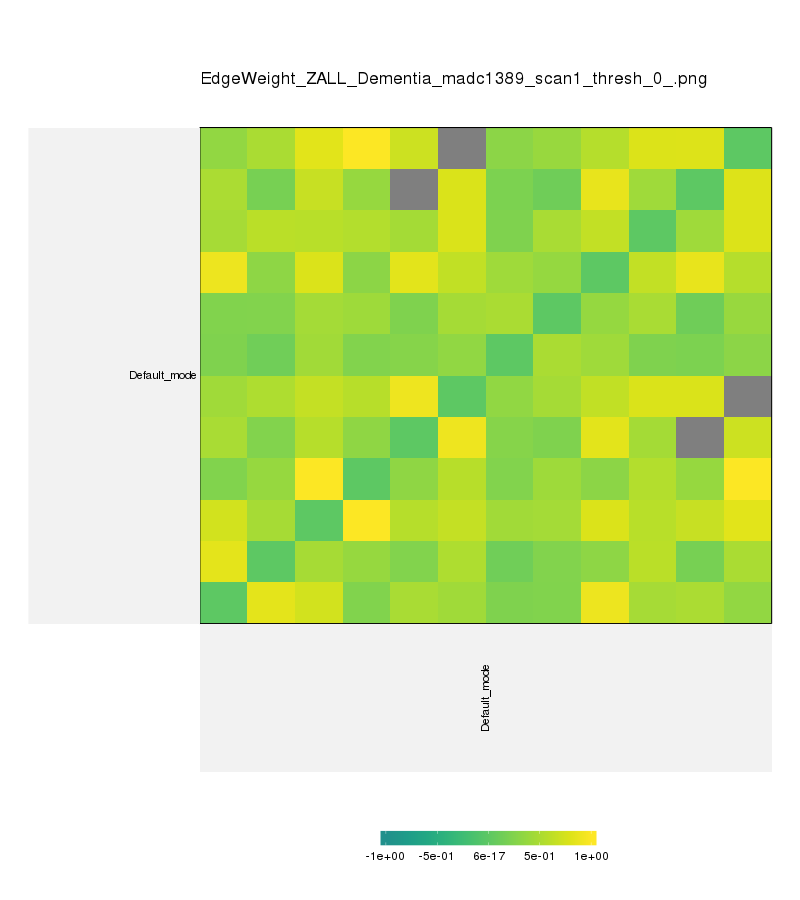 EdgeWeight_ZALL_Dementia_madc1389_scan1_thresh_0_.png
Default_mode
Default_mode
-1e+00 -5e-01 6e-17 5e-01 1e+00